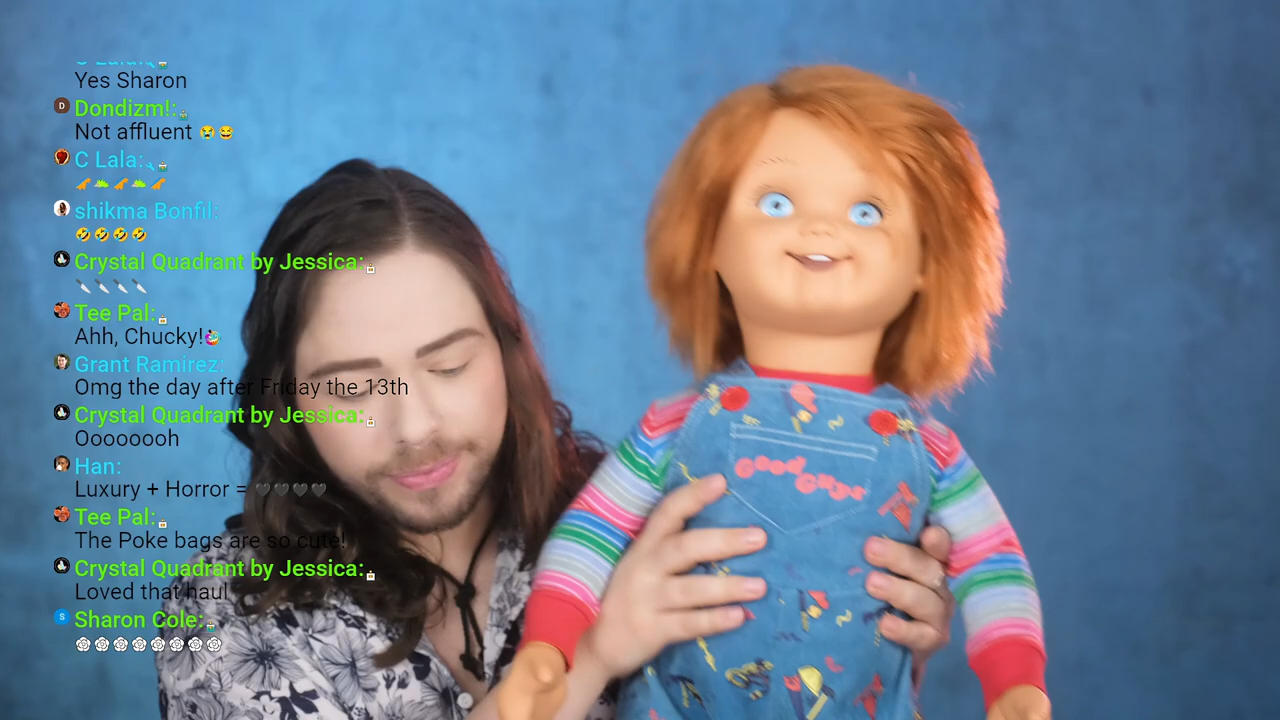 Yes Sharon
Dondizm!:
Not affluent 😭😂
C Lala:
🦖🦖
shikma Bonfil:
🤣🤣🤣🤣
Crystal Quadrant by Jessica:
🔪🔪🔪🔪
Tee Pal:
Ahh, Chucky!
Grant Ramirez:
Omg the day after Friday the 13th
Crystal Quadrant by Jessica:
Oooooooh
Han:
Luxury + Horror = 🖤🖤🖤🖤
Tee Pal:
The Poke bags are so cute!
Crystal Quadrant by Jessica:
Loved that haul
Sharon Cole:
Good
Guys